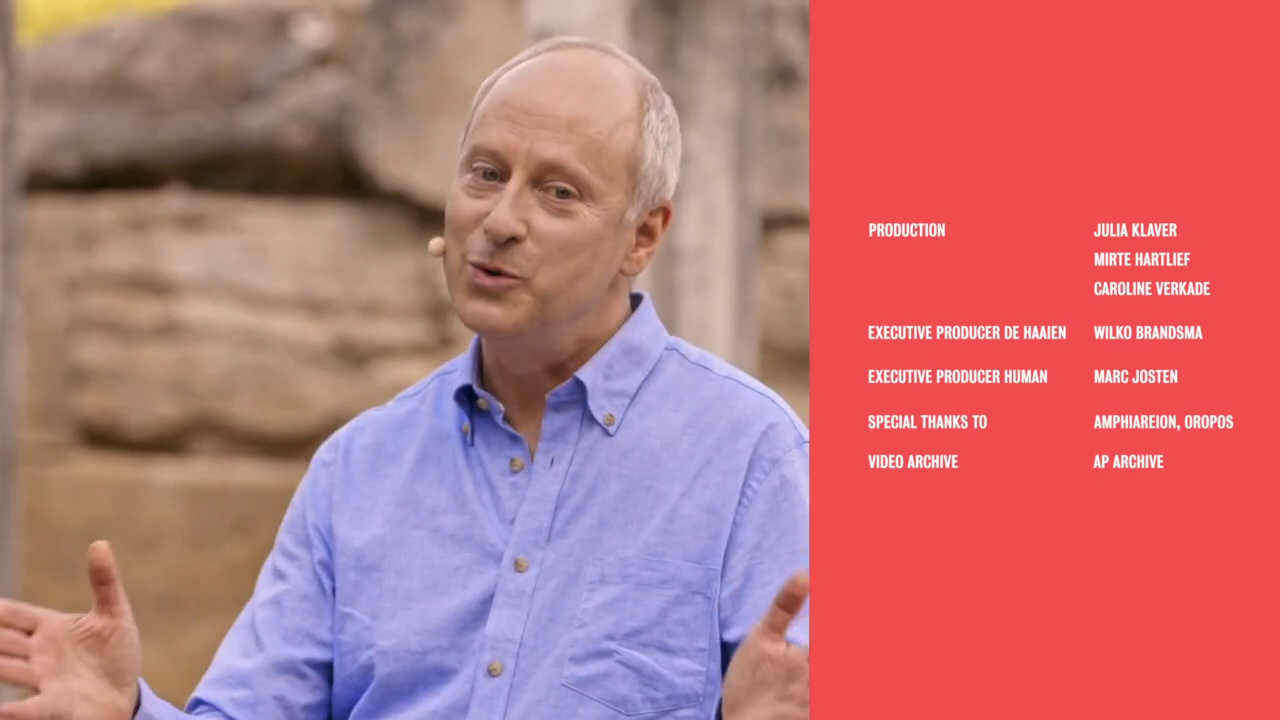 PRODUCTION JULIA KLAVER
MIRTE HARTLIEF
CAROLINE VERKADE
EXECUTIVE PRODUCER DE HAAIEN WILKO BRANDSMA
EXECUTIVE PRODUCER HUMAN MARC JOSTEN
SPECIAL THANKS TO AMPHIAREION, OROPOS
VIDEO ARCHIVE AP ARCHIVE